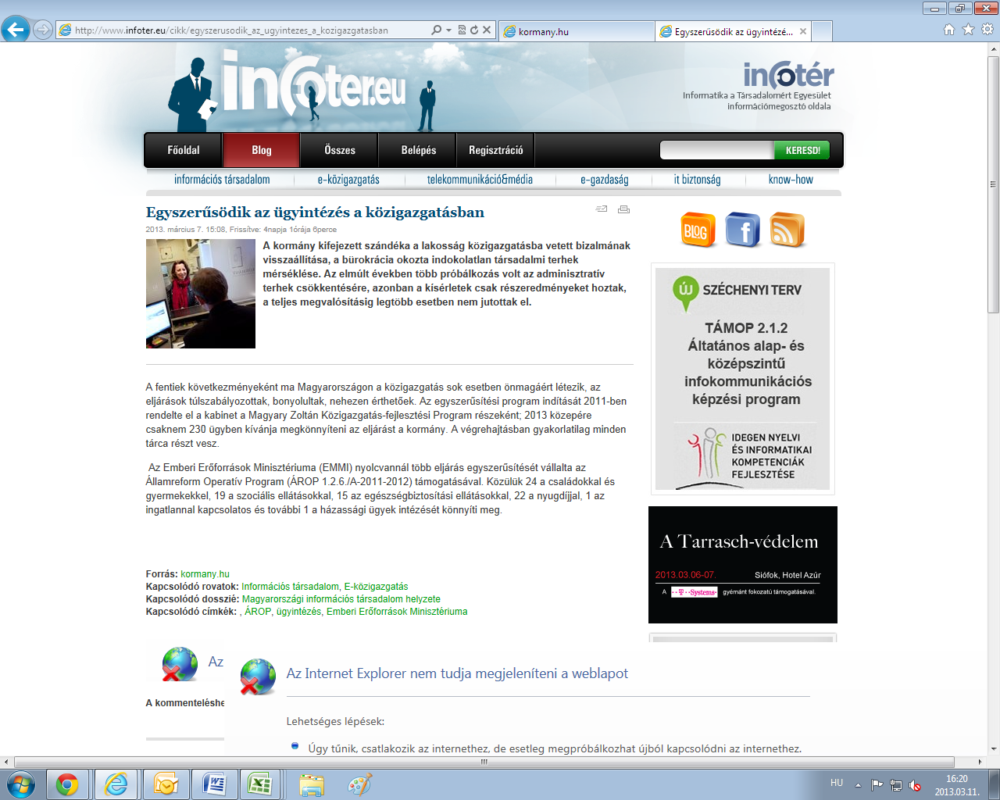 http://www.infoter.eu/cikk/egyszerusodik_az_ugyintezes_a_kozigazgatasban
kormany.hu
Egyszerűsödik az ügyintézé...
infoter.eu
infotér
Informatika a Társadalomért Egyesület
információmegosztó oldala
Főoldal
Blog
Összes
Belépés
Regisztráció
KERESD!
információs társadalom
e-közigazgatás
telekommunikáció&média
e-gazdaság
it biztonság
know-how
Egyszerűsödik az ügyintézés a közigazgatásban
2013. március 7. 15:08, Frissítve: 4napja 1órája 6perce
A kormány kifejezett szándéka a lakosság közigazgatásba vetett bizalmának
visszaállítása, a bürokrácia okozta indokolatlan társadalmi terhek
mérséklése. Az elmúlt években több próbálkozás volt az adminisztratív
terhek csökkentésére, azonban a kísérletek csak részeredményeket hoztak,
a teljes megvalósításig legtöbb esetben nem jutottak el.
A fentiek következményeként ma Magyarországon a közigazgatás sok esetben önmagáért létezik, az
eljárások túlszabályozottak, bonyolultak, nehezen érthetőek. Az egyszerűsítési program indítását 2011-ben
rendelte el a kabinet a Magyary Zoltán Közigazgatás-fejlesztési Program részeként; 2013 közepére
csaknem 230 ügyben kívánja megkönnyíteni az eljárást a kormány. A végrehajtásban gyakorlatilag minden
tárca részt vesz.
Az Emberi Erőforrások Minisztériuma (EMMI) nyolcvannál több eljárás egyszerűsítését vállalta az
Államreform Operatív Program (ÁROP 1.2.6./A-2011-2012) támogatásával. Közülük 24 a családokkal és
gyermekekkel, 19 a szociális ellátásokkal, 15 az egészségbiztosítási ellátásokkal, 22 a nyugdíjjal, 1 az
ingatlannal kapcsolatos és további 1 a házassági ügyek intézését könnyíti meg.
Forrás: kormany.hu
Kapcsolódó rovatok: Információs társadalom, E-közigazgatás
Kapcsolódó dosszié: Magyarországi információs társadalom helyzete
Kapcsolódó címkék: , ÁROP, ügyintézés, Emberi Erőforrások Minisztériuma
BLOG
ÚJ
SZÉCHENYI TERV
TÁMOP 2.1.2
Általános alap- és
középszintű
infokommunikációs
képzési program
IDEGEN NYELVI
ÉS INFORMATIKAI
KOMPETENCIÁK
FEJLESZTÉSE
A Tarrasch-védelem
2013.03.06-07.
Siófok, Hotel Azúr
A T-Systems gyémánt fokozatú támogatásával.
Az
A kommenteléshe
Az Internet Explorer nem tudja megjeleníteni a weblapot
Lehetséges lépések:
Úgy tűnik, csatlakozik az internethez, de esetleg megpróbálkozhat újból kapcsolódni az internethez.
HU
16:20
2013.03.11.